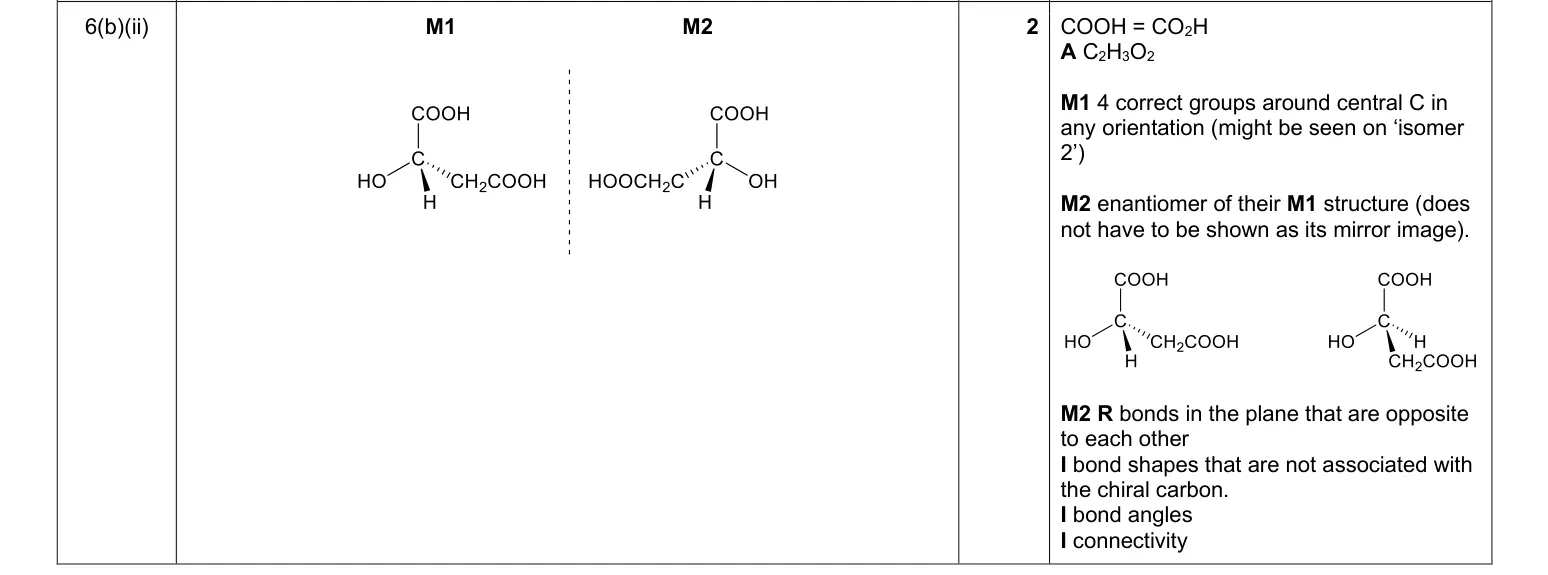 6(b)(ii)
M1 M2
COOH COOH
C C
HO CH₂COOH HOOCH₂C OH
H H
2
COOH = CO₂H
A C₂H₃O₂
M1 4 correct groups around central C in
any orientation (might be seen on ‘isomer
2’)
M2 enantiomer of their M1 structure (does
not have to be shown as its mirror image).
COOH COOH
C C
HO CH₂COOH HO H
H CH₂COOH
M2 R bonds in the plane that are opposite
to each other
I bond shapes that are not associated with
the chiral carbon.
I bond angles
I connectivity